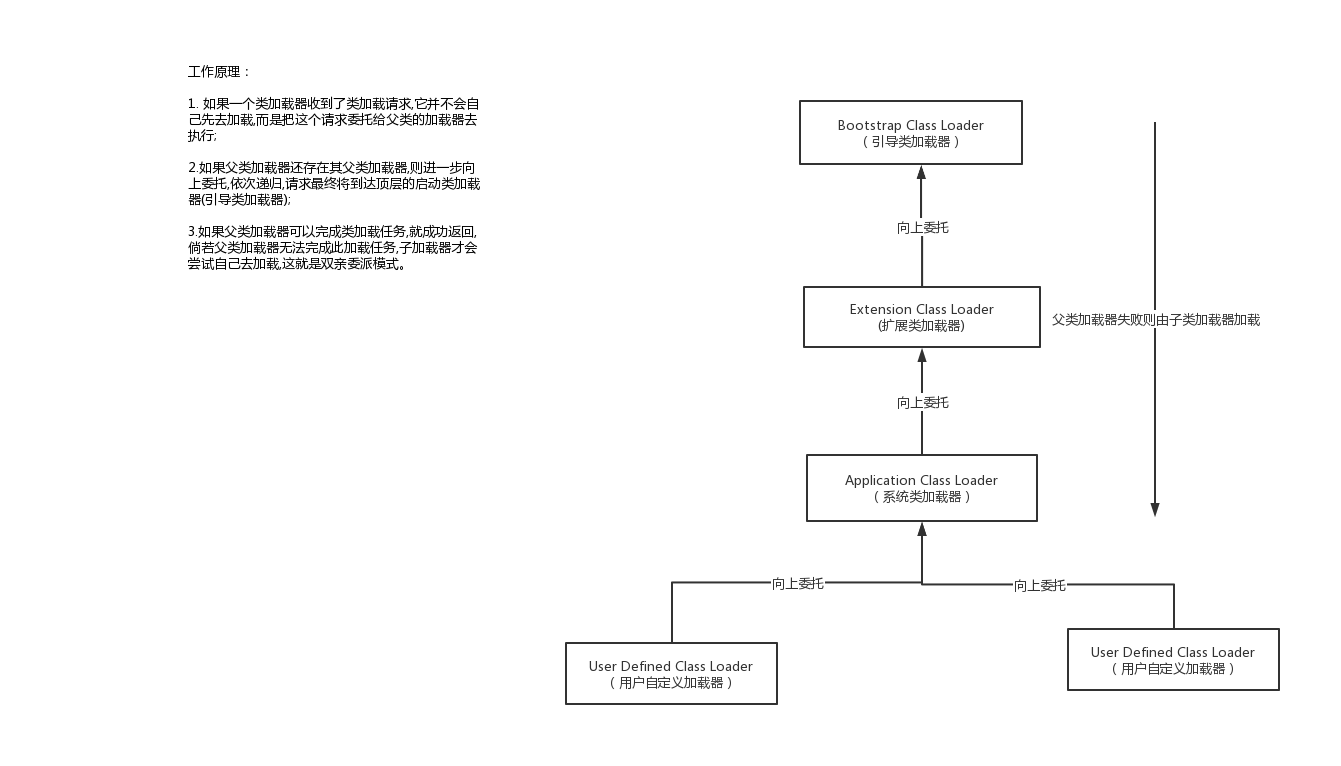 工作原理：
1. 如果一个类加载器收到了类加载请求,它并不会自
己先去加载,而是把这个请求委托给父类的加载器去
执行;
2.如果父类加载器还存在其父类加载器,则进一步向
上委托,依次递归,请求最终将到达顶层的启动类加载
器(引导类加载器);
3.如果父类加载器可以完成类加载任务,就成功返回,
倘若父类加载器无法完成此加载任务,子加载器才会
尝试自己去加载,这就是双亲委派模式。
Bootstrap Class Loader
（引导类加载器）
向上委托
Extension Class Loader
(扩展类加载器)
父类加载器失败则由子类加载器加载
向上委托
Application Class Loader
（系统类加载器）
向上委托
向上委托
User Defined Class Loader
（用户自定义加载器）
User Defined Class Loader
（用户自定义加载器）